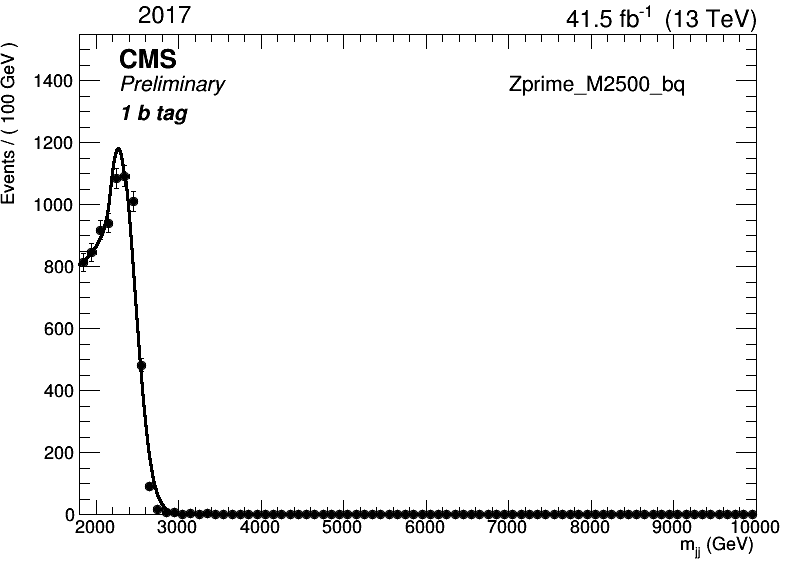 2017
41.5 fb-1 (13 TeV)
CMS
Preliminary
1 b tag
Zprime_M2500_bq
Events / ( 100 GeV )
1400
1200
1000
800
600
400
200
0
2000 3000 4000 5000 6000 7000 8000 9000 10000
mjj (GeV)